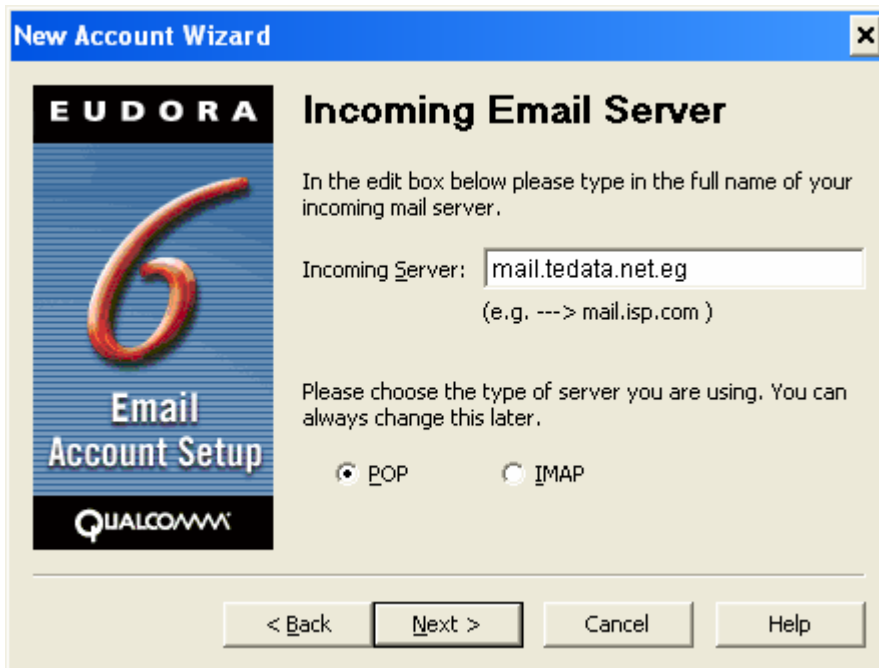 New Account Wizard
EUDORA
6
Email
Account Setup
QUALCOMM
Incoming Email Server
In the edit box below please type in the full name of your
incoming mail server.
Incoming Server: mail.tedata.net.eg
(e.g. ---> mail.isp.com )
Please choose the type of server you are using. You can
always change this later.
POP IMAP
< Back Next > Cancel Help